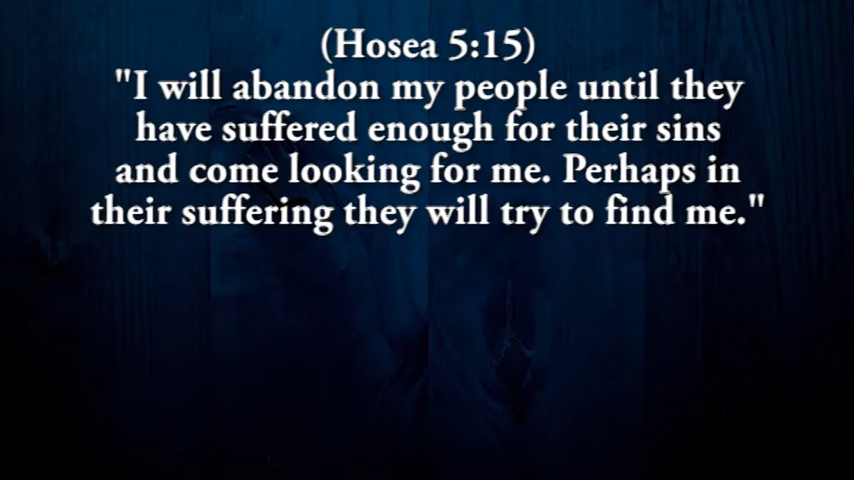 (Hosea 5:15)
"I will abandon my people until they
have suffered enough for their sins
and come looking for me. Perhaps in
their suffering they will try to find me."